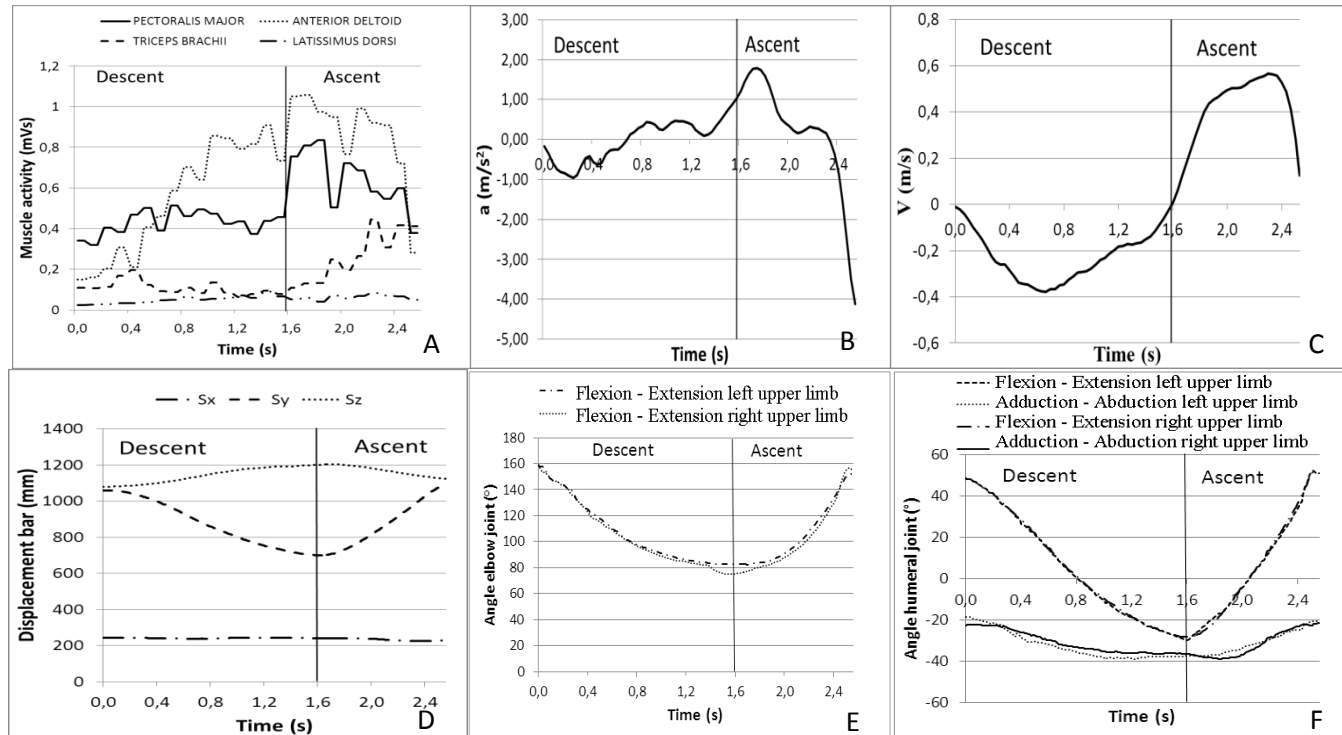 PECTORALIS MAJOR
ANTERIOR DELTOID
TRICEPS BRACHII
LATISSIMUS DORSI
Muscle activity (mVs)
1,2
1
0,8
0,6
0,4
0,2
0
Descent
Ascent
0,0 0,4 0,8 1,2 1,6 2,0 2,4
Time (s)
A
a (m/s²)
3,00
2,00
1,00
0,00
-1,00
-2,00
-3,00
-4,00
-5,00
Descent
Ascent
0,0 0,4 0,8 1,2 1,6 2,0 2,4
Time (s)
B
V (m/s)
0,8
0,6
0,4
0,2
0
-0,2
-0,4
-0,6
Descent
Ascent
0,0 0,4 0,8 1,2 1,6 2,0 2,4
Time (s)
C
Sx Sy Sz
Displacement bar (mm)
1400
1200
1000
800
600
400
200
0
Descent
Ascent
0,0 0,4 0,8 1,2 1,6 2,0 2,4
Time (s)
D
Flexion - Extension left upper limb
Flexion - Extension right upper limb
Angle elbow joint (°)
180
160
140
120
100
80
60
40
20
0
Descent
Ascent
0,0 0,4 0,8 1,2 1,6 2,0 2,4
Time (s)
E
Flexion - Extension left upper limb
Adduction - Abduction left upper limb
Flexion - Extension right upper limb
Adduction - Abduction right upper limb
Angle humeral joint (°)
60
40
20
0
-20
-40
-60
Descent
Ascent
0,0 0,4 0,8 1,2 1,6 2,0 2,4
Time (s)
F